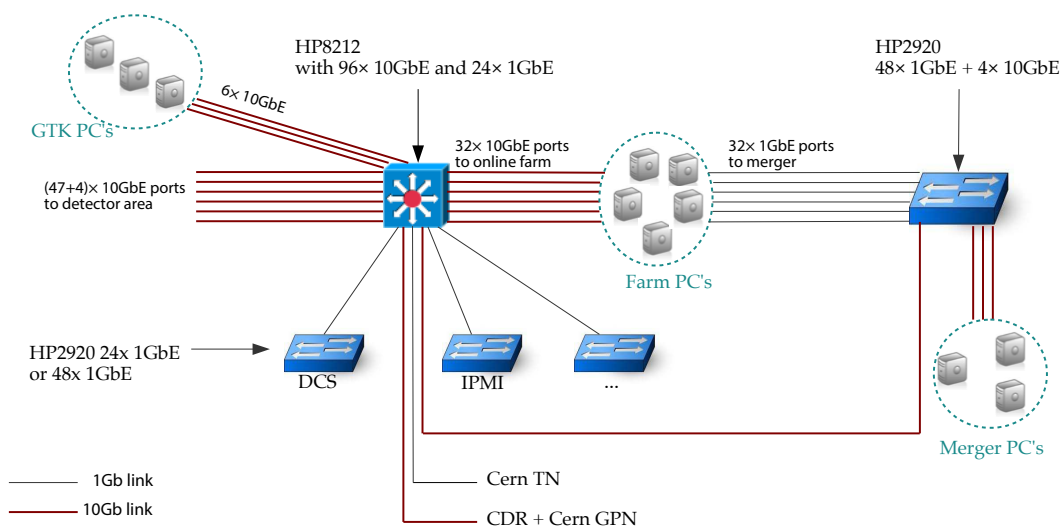 HP8212
with 96× 10GbE and 24× 1GbE
HP2920
48× 1GbE + 4× 10GbE
6× 10GbE
GTK PC's
32× 10GbE ports
to online farm
32× 1GbE ports
to merger
(47+4)× 10GbE ports
to detector area
Farm PC's
HP2920 24x 1GbE
or 48x 1GbE
DCS
IPMI
...
Merger PC's
1Gb link
10Gb link
Cern TN
CDR + Cern GPN